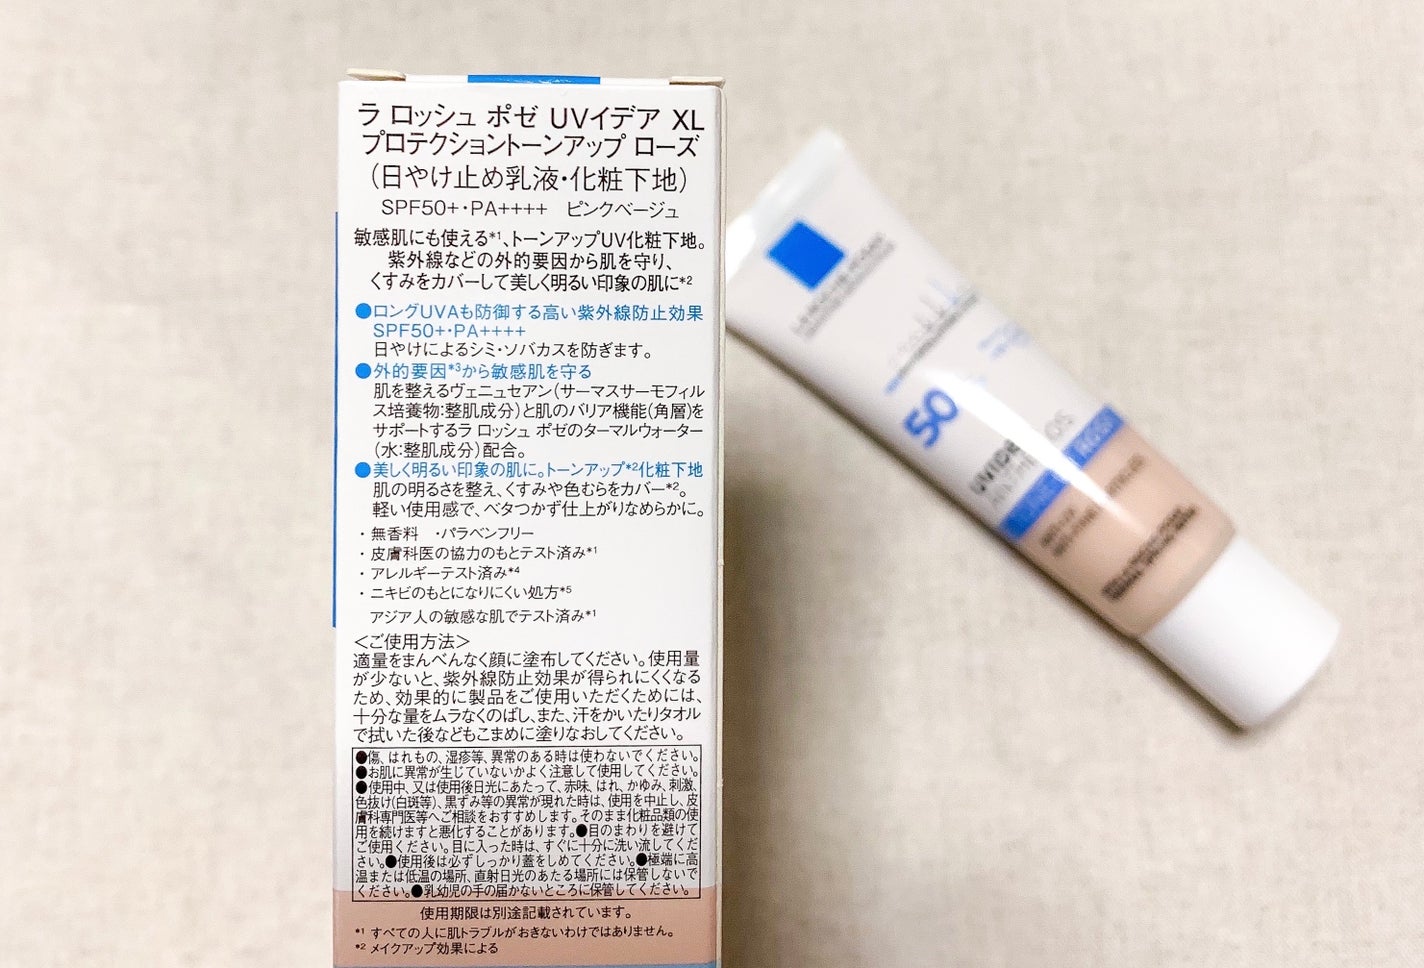 ラ ロッシュ ポゼ UVイデア XL
プロテクショントーンアップ ローズ
(日やけ止め乳液・化粧下地)
SPF50+・PA++++ ピンクベージュ
敏感肌にも使える*1、トーンアップUV化粧下地。
紫外線などの外的要因から肌を守り、
くすみをカバーして美しく明るい印象の肌に*2
●ロングUVAも防御する高い紫外線防止効果
SPF50+・PA++++
日やけによるシミ・ソバカスを防ぎます。
●外的要因*3から敏感肌を守る
肌を整えるヴェニュセアン(サーマスサーモフィル
ス培養物:整肌成分)と肌のバリア機能(角層)を
サポートするラ ロッシュ ポゼのターマルウォーター
(水:整肌成分)配合。
●美しく明るい印象の肌に。トーンアップ*2化粧下地
肌の明るさを整え、くすみや色むらをカバー*2。
軽い使用感で、ベタつかず仕上がりなめらかに。
・無香料 ・パラベンフリー
・皮膚科医の協力のもとテスト済み*1
・アレルギーテスト済み*4
・ニキビのもとになりにくい処方*5
アジア人の敏感な肌でテスト済み*1
<ご使用方法>
適量をまんべんなく顔に塗布してください。使用量
が少ないと、紫外線防止効果が得られにくくなる
ため、効果的に製品をご使用いただくためには、
十分な量をムラなくのばし、また、汗をかいたりタオル
で拭いた後などもこまめに塗りなおしてください。
●傷、はれもの、湿疹等、異常のある時は使わないでください。
●お肌に異常が生じていないかよく注意して使用してください。
●使用中、又は使用後日光にあたって、赤味、はれ、かゆみ、刺激、
色抜け(白斑等)、黒ずみ等の異常が現れた時は、使用を中止し、皮
膚科専門医等へご相談をおすすめします。そのまま化粧品類の使
用を続けますと悪化することがあります。●目のまわりを避けて
ご使用ください。目に入った時は、すぐに十分に洗い流してくだ
さい。●使用後は必ずしっかり蓋をしめてください。●極端に高
温または低温の場所、直射日光のあたる場所には保管しないで
ください。●乳幼児の手の届かないところに保管してください。
使用期限は別途記載されています。
*1 すべての人に肌トラブルがおきないわけではありません。
*2 メイクアップ効果による
50